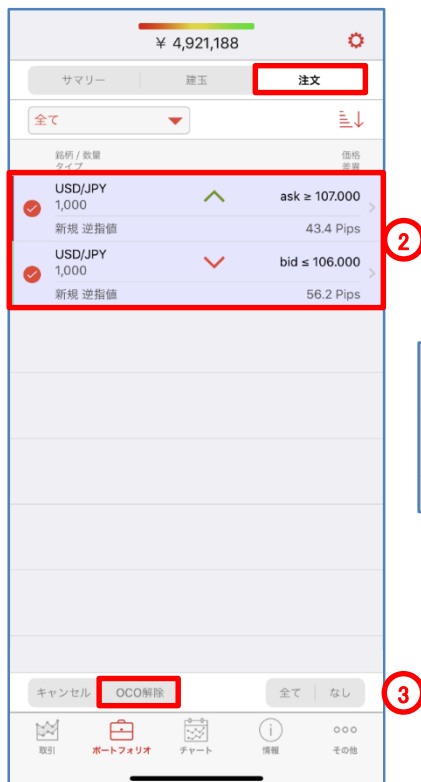 ¥ 4,921,188
サマリー 建玉 注文
全て
銘柄 / 数量 価格
タイプ 差異
USD/JPY ask ≥ 107.000
1,000
新規 逆指値 43.4 Pips
USD/JPY bid ≤ 106.000
1,000
新規 逆指値 56.2 Pips
2
キャンセル OCO解除 全て なし
3
取引 ポートフォリオ チャート 情報 その他